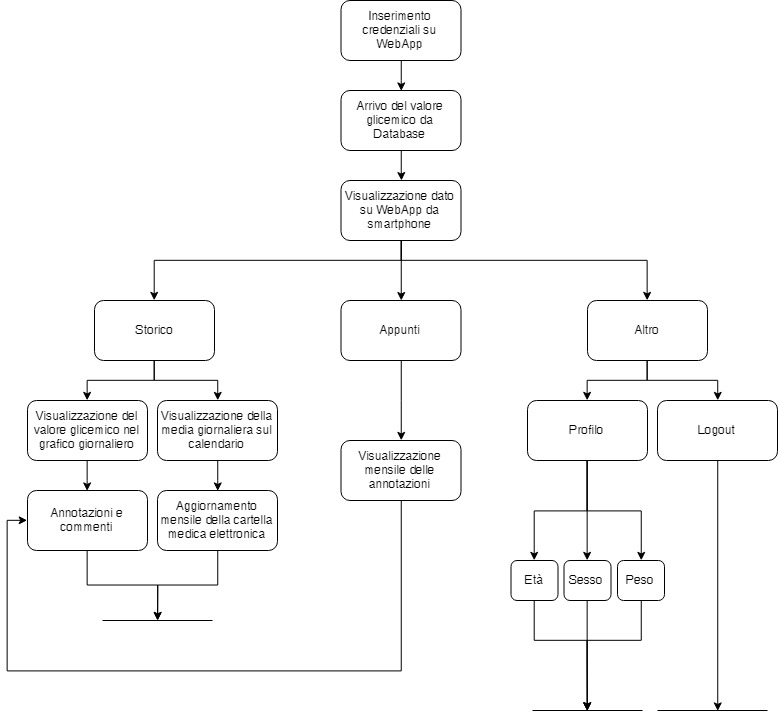 Inserimento
credenziali su
WebApp
Arrivo del valore
glicemico da
Database
Visualizzazione dato
su WebApp da
smartphone
Storico
Appunti
Altro
Visualizzazione del
valore glicemico nel
grafico giornaliero
Visualizzazione della
media giornaliera sul
calendario
Profilo
Logout
Visualizzazione
mensile delle
annotazioni
Annotazioni e
commenti
Aggiornamento
mensile della cartella
medica elettronica
Età
Sesso
Peso